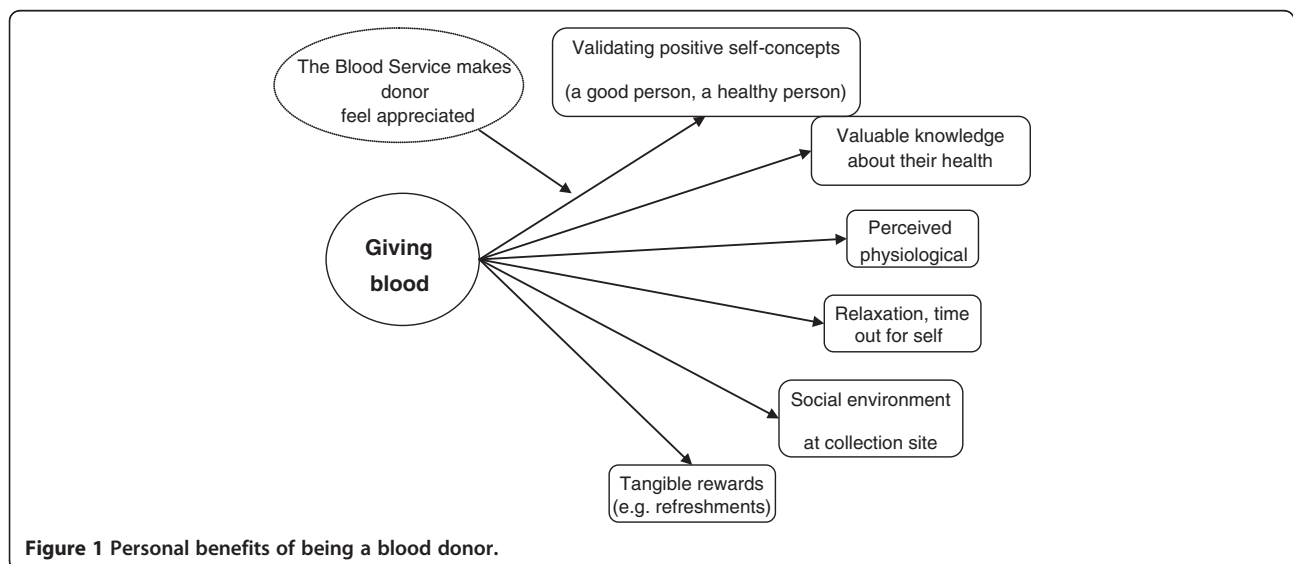 The Blood Service makes
donor
feel appreciated
Validating positive self-concepts
(a good person, a healthy person)
Valuable knowledge
about their health
Giving
blood
Perceived
physiological
Relaxation, time
out for self
Social environment
at collection site
Tangible rewards
(e.g. refreshments)
Figure 1 Personal benefits of being a blood donor.